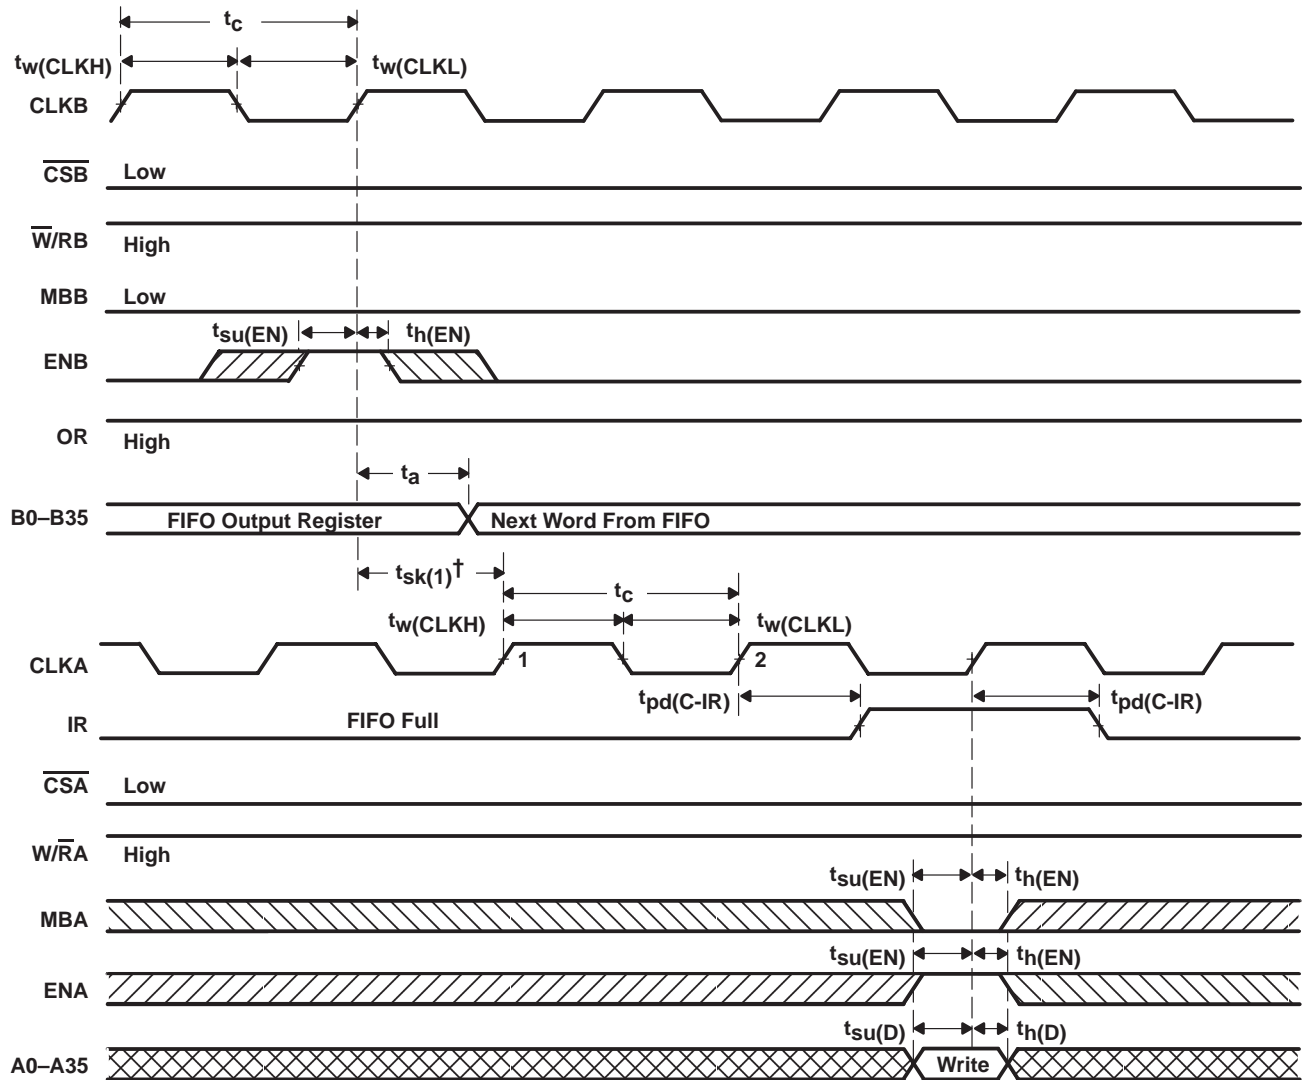 tc
tw(CLKH) tw(CLKL)
CLKB
CSB Low
W/RB High
MBB Low
tsu(EN) th(EN)
ENB
OR High
ta
B0–B35 FIFO Output Register Next Word From FIFO
tsk(1)†
tc
tw(CLKH) tw(CLKL)
CLKA 1 2
tpd(C-IR) tpd(C-IR)
IR FIFO Full
CSA Low
W/RA High
tsu(EN) th(EN)
MBA
tsu(EN) th(EN)
ENA
tsu(D) th(D)
A0–A35 Write